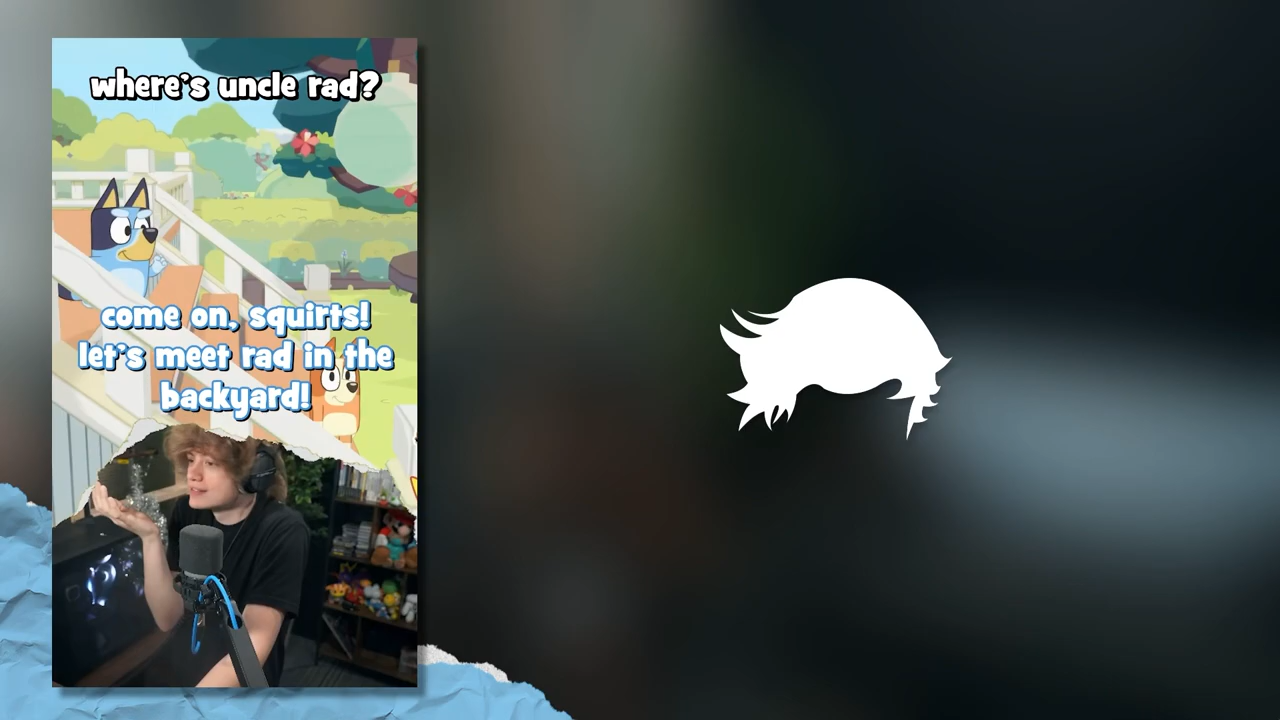 where's uncle rad?
come on, squirts!
let's meet rad in the
backyard!